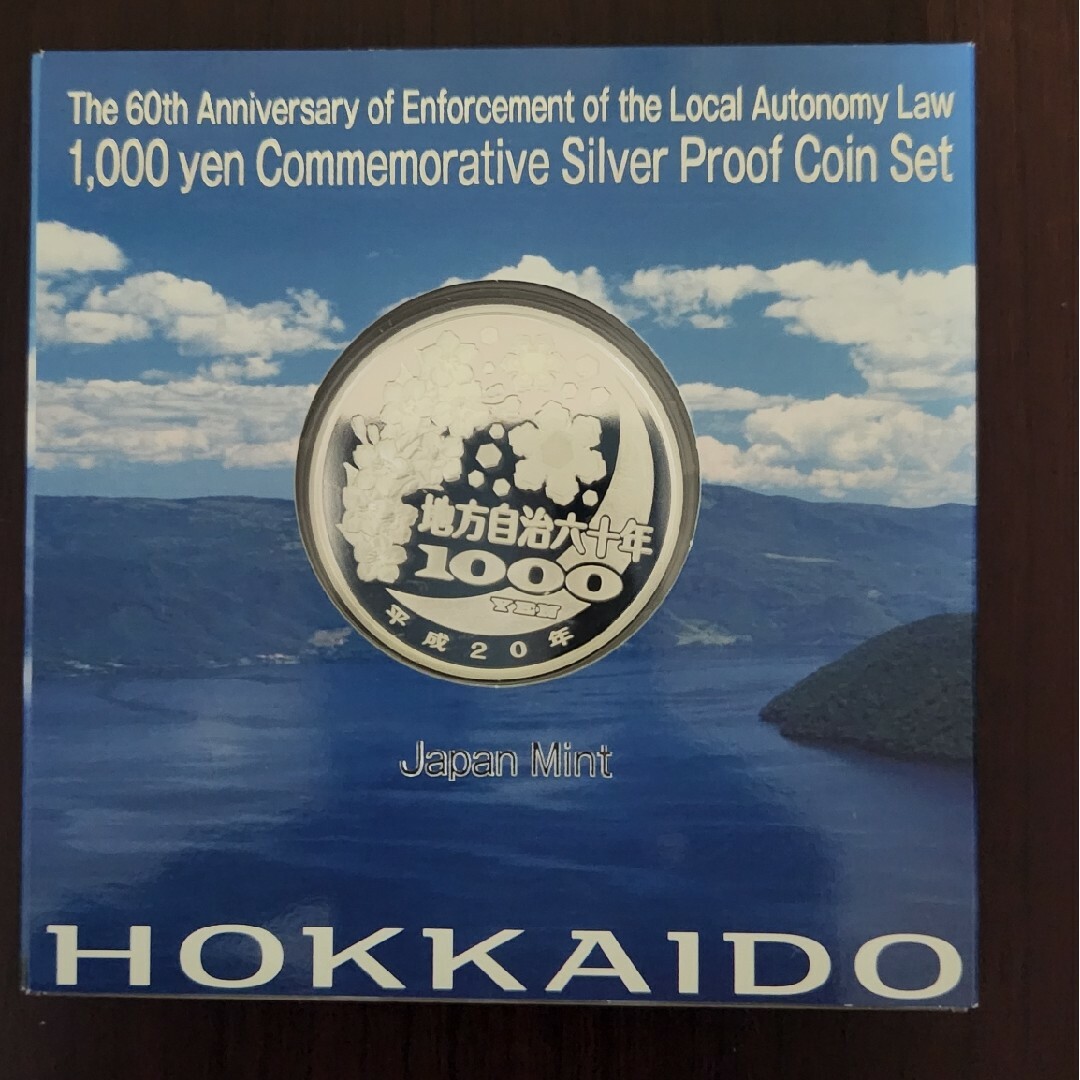 The 60th Anniversary of Enforcement of the Local Autonomy Law
1,000 yen Commemorative Silver Proof Coin Set
地方自治六十年
1000
YEN
平成20年
Japan Mint
HOKKAIDO